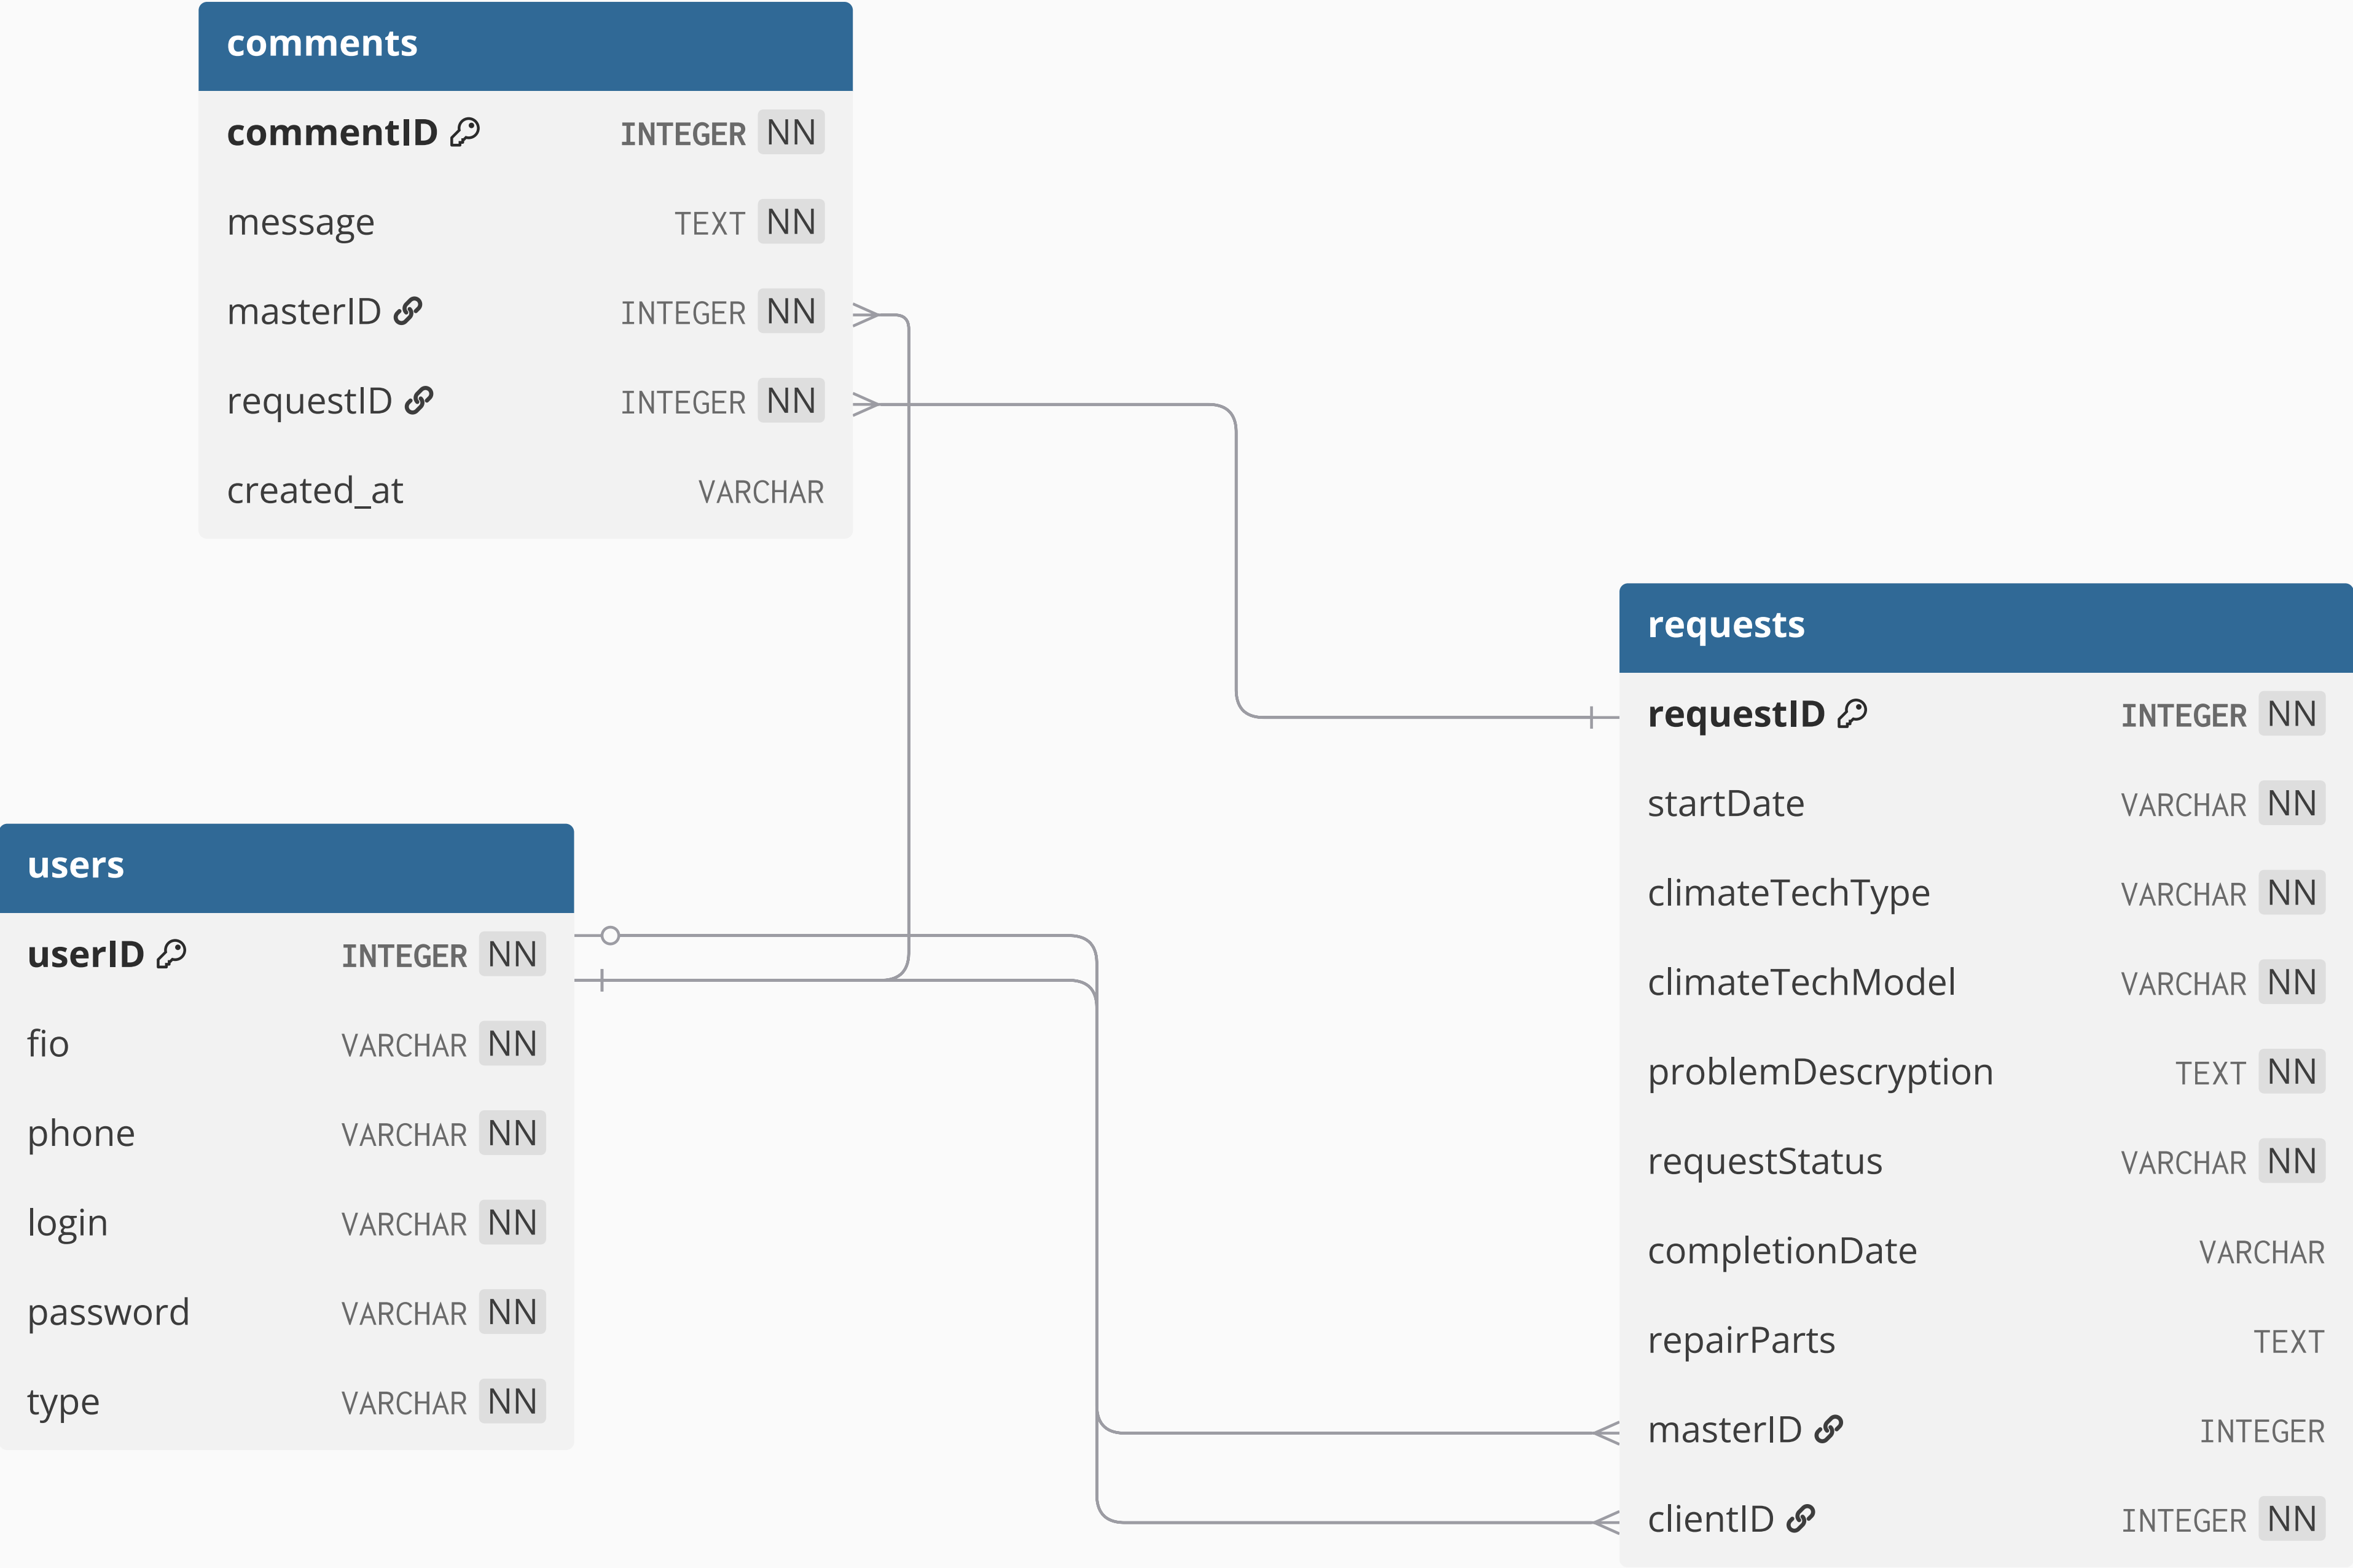 comments
commentID INTEGER NN
message TEXT NN
masterID INTEGER NN
requestID INTEGER NN
created_at VARCHAR
users
userID INTEGER NN
fio VARCHAR NN
phone VARCHAR NN
login VARCHAR NN
password VARCHAR NN
type VARCHAR NN
requests
requestID INTEGER NN
startDate VARCHAR NN
climateTechType VARCHAR NN
climateTechModel VARCHAR NN
problemDescryption TEXT NN
requestStatus VARCHAR NN
completionDate VARCHAR
repairParts TEXT
masterID INTEGER
clientID INTEGER NN